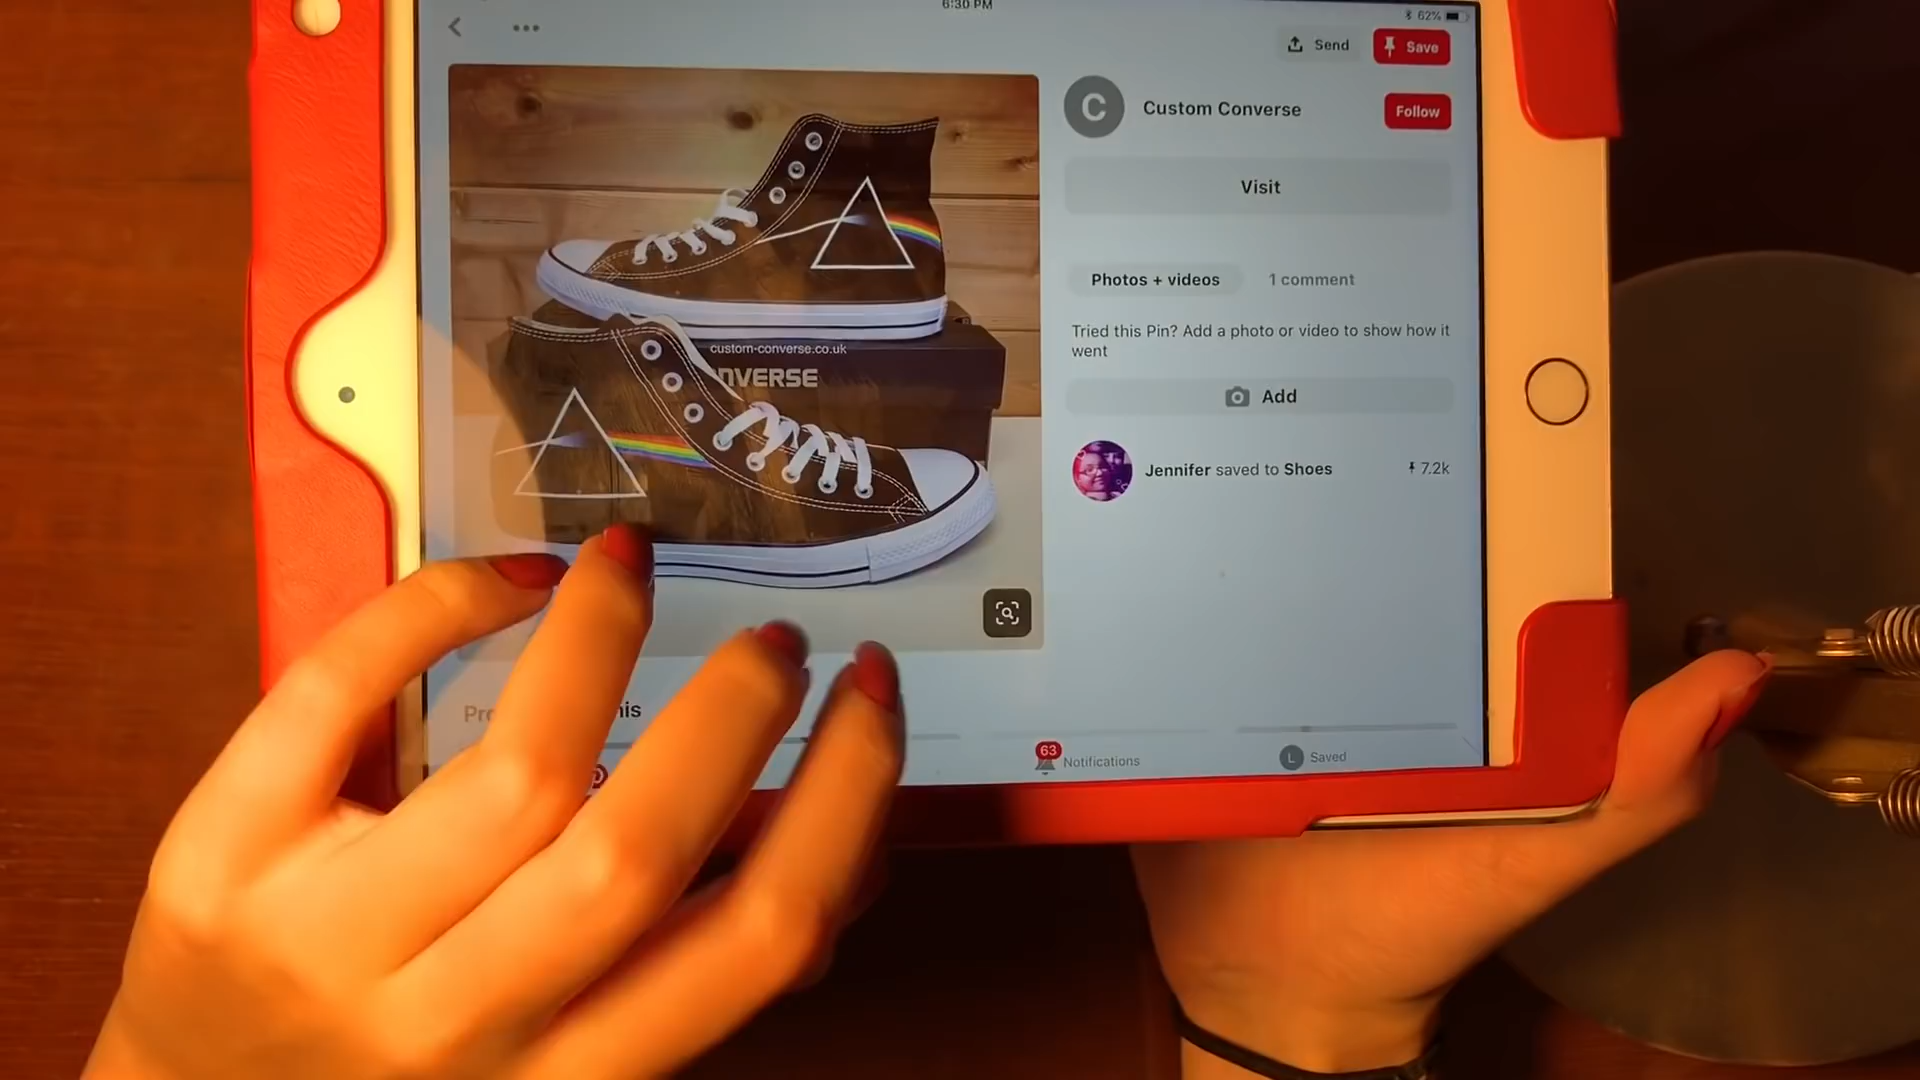 6:30 PM
62%
Send
Save
C
Custom Converse
Follow
Visit
Photos + videos
1 comment
Tried this Pin? Add a photo or video to show how it
went
Add
Jennifer saved to Shoes
7.2k
custom-converse.co.uk
NVERSE
63
Notifications
L
Saved